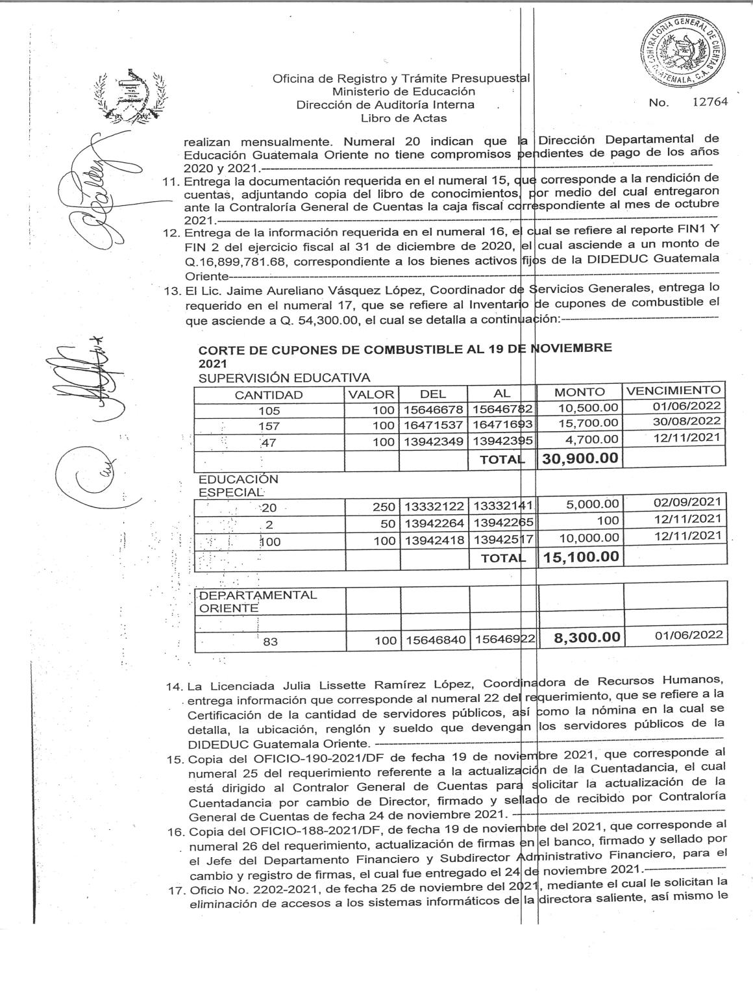 CONTRALORÍA GENERAL DE CUENTAS
GUATEMALA, C.A.
Oficina de Registro y Trámite Presupuestal
Ministerio de Educación
Dirección de Auditoría Interna
Libro de Actas
No. 12764
realizan mensualmente. Numeral 20 indican que la Dirección Departamental de
Educación Guatemala Oriente no tiene compromisos pendientes de pago de los años
2020 y 2021.---
11. Entrega la documentación requerida en el numeral 15, que corresponde a la rendición de
cuentas, adjuntando copia del libro de conocimientos, por medio del cual entregaron
ante la Contraloría General de Cuentas la caja fiscal correspondiente al mes de octubre
2021.---
12. Entrega de la información requerida en el numeral 16, el cual se refiere al reporte FIN1 Y
FIN 2 del ejercicio fiscal al 31 de diciembre de 2020, el cual asciende a un monto de
Q.16,899,781.68, correspondiente a los bienes activos fijos de la DIDEDUC Guatemala
Oriente---
13. El Lic. Jaime Aureliano Vásquez López, Coordinador de Servicios Generales, entrega lo
requerido en el numeral 17, que se refiere al Inventario de cupones de combustible el
que asciende a Q. 54,300.00, el cual se detalla a continuación:---
CORTE DE CUPONES DE COMBUSTIBLE AL 19 DE NOVIEMBRE
2021
SUPERVISIÓN EDUCATIVA
CANTIDAD VALOR DEL AL MONTO VENCIMIENTO
105 100 15646678 15646782 10,500.00 01/06/2022
157 100 16471537 16471693 15,700.00 30/08/2022
47 100 13942349 13942395 4,700.00 12/11/2021
TOTAL 30,900.00
EDUCACIÓN
ESPECIAL
20 250 13332122 13332141 5,000.00 02/09/2021
2 50 13942264 13942265 100 12/11/2021
100 100 13942418 13942517 10,000.00 12/11/2021
TOTAL 15,100.00
DEPARTAMENTAL
ORIENTE
83 100 15646840 15646922 8,300.00 01/06/2022
14. La Licenciada Julia Lissette Ramírez López, Coordinadora de Recursos Humanos,
entrega información que corresponde al numeral 22 del requerimiento, que se refiere a la
Certificación de la cantidad de servidores públicos, así como la nómina en la cual se
detalla, la ubicación, renglón y sueldo que devengan los servidores públicos de la
DIDEDUC Guatemala Oriente. ---
15. Copia del OFICIO-190-2021/DF de fecha 19 de noviembre 2021, que corresponde al
numeral 25 del requerimiento referente a la actualización de la Cuentadancia, el cual
está dirigido al Contralor General de Cuentas para solicitar la actualización de la
Cuentadancia por cambio de Director, firmado y sellado de recibido por Contraloría
General de Cuentas de fecha 24 de noviembre 2021. ---
16. Copia del OFICIO-188-2021/DF, de fecha 19 de noviembre del 2021, que corresponde al
numeral 26 del requerimiento, actualización de firmas en el banco, firmado y sellado por
el Jefe del Departamento Financiero y Subdirector Administrativo Financiero, para el
cambio y registro de firmas, el cual fue entregado el 24 de noviembre 2021.---
17. Oficio No. 2202-2021, de fecha 25 de noviembre del 2021, mediante el cual le solicitan la
eliminación de accesos a los sistemas informáticos de la directora saliente, así mismo le